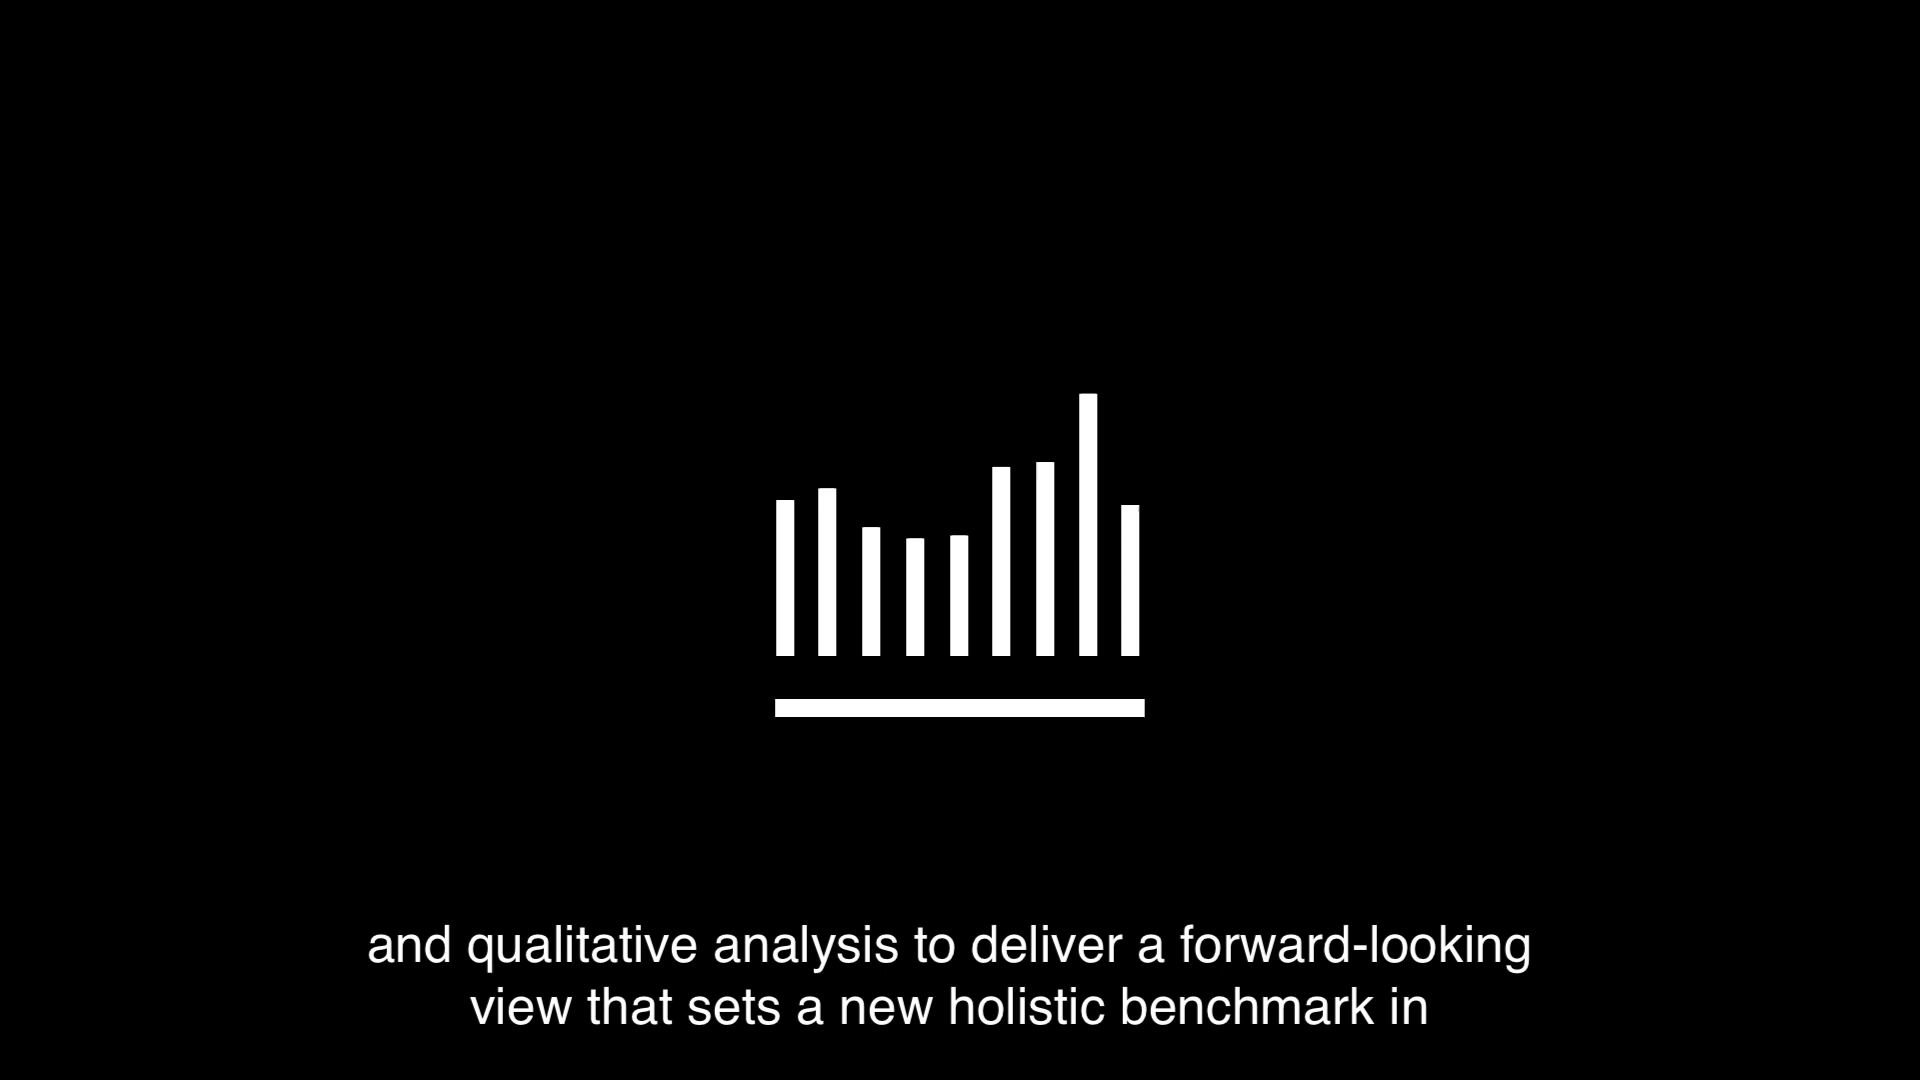 and qualitative analysis to deliver a forward-looking
view that sets a new holistic benchmark in